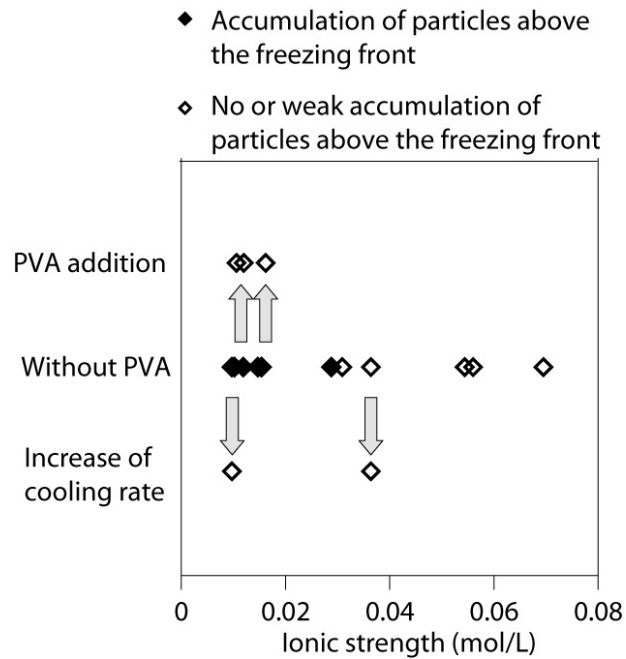 Accumulation of particles above
the freezing front
No or weak accumulation of
particles above the freezing front
PVA addition
Without PVA
Increase of
cooling rate
0
0.02
0.04
0.06
0.08
Ionic strength (mol/L)